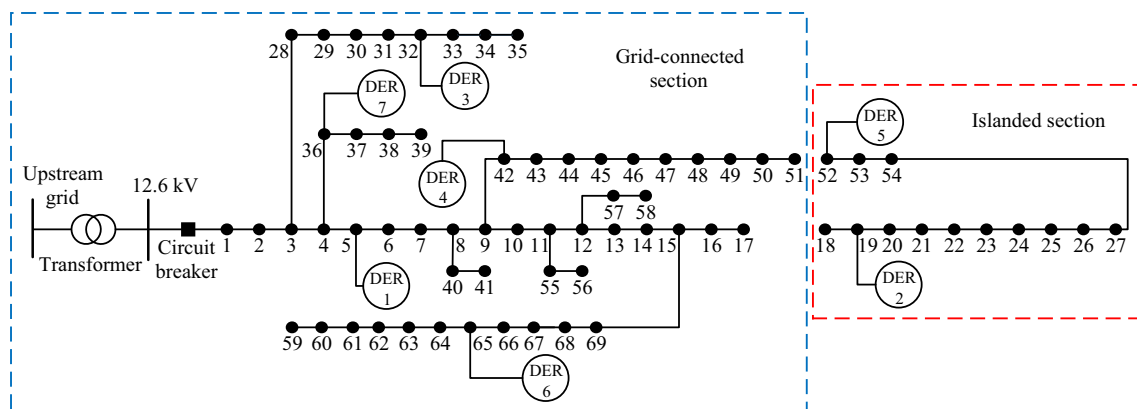 28 29 30 31 32 33 34 35
DER
3
DER
7
Grid-connected
section
36 37 38 39
DER
4
42 43 44 45 46 47 48 49 50 51
DER
5
Islanded section
52 53 54
Upstream
grid
12.6 kV
Transformer
Circuit
breaker
57 58
1 2 3 4 5 6 7 8 9 10 11 12 13 14 15 16 17
18 19 20 21 22 23 24 25 26 27
DER
1
40 41
55 56
DER
2
59 60 61 62 63 64 65 66 67 68 69
DER
6